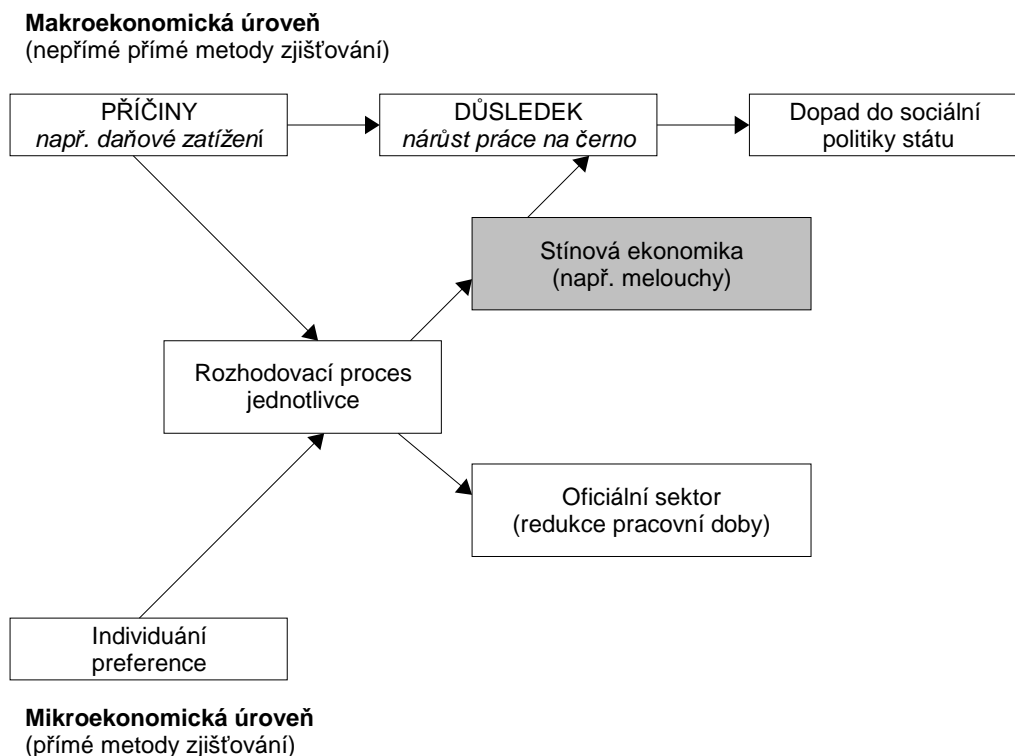 Makroekonomická úroveň
(nepřímé přímé metody zjišťování)
PŘÍČINY
např. daňové zatížení
DŮSLEDEK
nárůst práce na černo
Dopad do sociální
politiky státu
Stínová ekonomika
(např. melouchy)
Rozhodovací proces
jednotlivce
Oficiální sektor
(redukce pracovní doby)
Individuání
preference
Mikroekonomická úroveň
(přímé metody zjišťování)